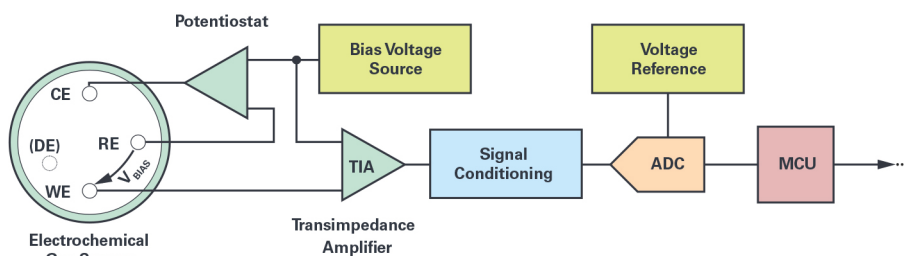 Potentiostat
Bias Voltage
Source
Voltage
Reference
CE
(DE)
RE
V BIAS
WE
TIA
Signal
Conditioning
ADC
MCU
Transimpedance
Amplifier
Electrochemical